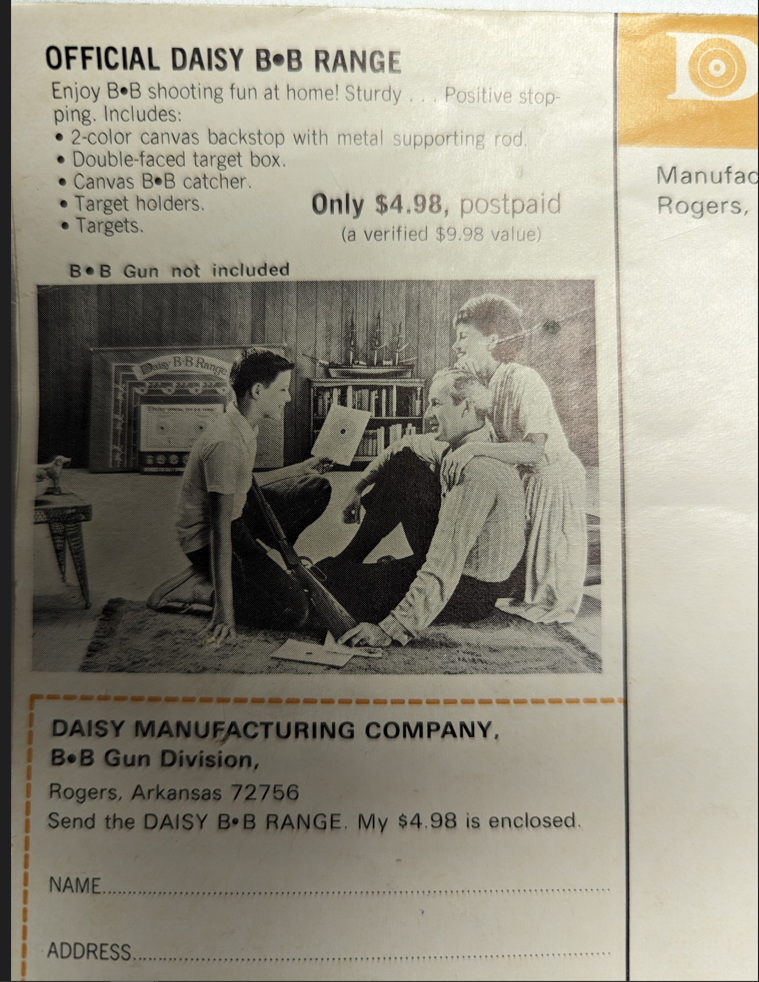 OFFICIAL DAISY B•B RANGE
Enjoy B•B shooting fun at home! Sturdy . . . Positive stop-
ping. Includes:
• 2-color canvas backstop with metal supporting rod.
• Double-faced target box.
• Canvas B•B catcher.
• Target holders.
• Targets.
Only $4.98, postpaid
(a verified $9.98 value)
B•B Gun not included
Daisy B•B Range
DAISY MANUFACTURING COMPANY,
B•B Gun Division,
Rogers, Arkansas 72756
Send the DAISY B•B RANGE. My $4.98 is enclosed.
NAME
ADDRESS
D
Manufac
Rogers,